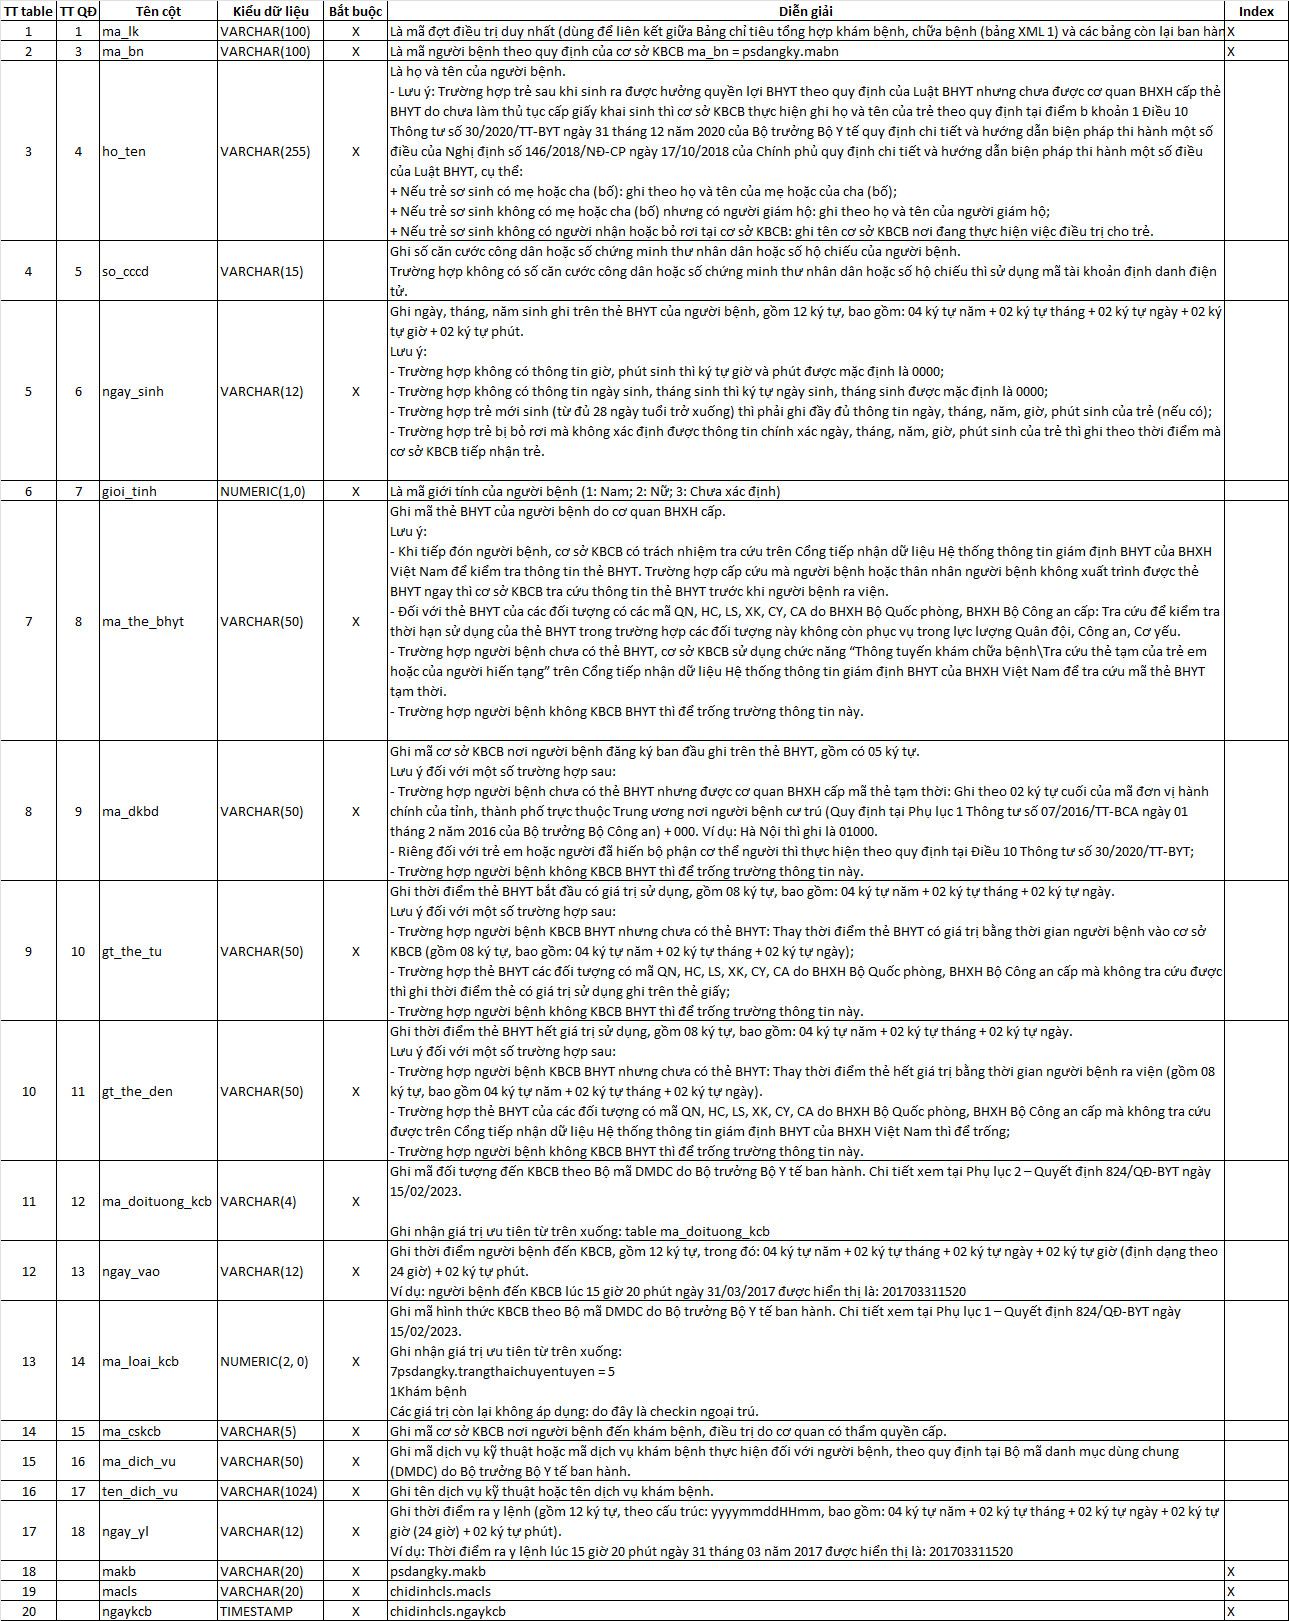 TT table TT QĐ Tên cột Kiểu dữ liệu Bắt buộc Diễn giải Index
1 1 ma_lk VARCHAR(100) X Là mã đợt điều trị duy nhất (dùng để liên kết giữa Bảng chỉ tiêu tổng hợp khám bệnh, chữa bệnh (bảng XML 1) và các bảng còn lại ban hàn X
2 3 ma_bn VARCHAR(100) X Là mã người bệnh theo quy định của cơ sở KBCB ma_bn = psdangky.mabn X
3 4 ho_ten VARCHAR(255) X
Là họ và tên của người bệnh.
- Lưu ý: Trường hợp trẻ sau khi sinh ra được hưởng quyền lợi BHYT theo quy định của Luật BHYT nhưng chưa được cơ quan BHXH cấp thẻ
BHYT do chưa làm thủ tục cấp giấy khai sinh thì cơ sở KBCB thực hiện ghi họ và tên của trẻ theo quy định tại điểm b khoản 1 Điều 10
Thông tư số 30/2020/TT-BYT ngày 31 tháng 12 năm 2020 của Bộ trưởng Bộ Y tế quy định chi tiết và hướng dẫn biện pháp thi hành một số
điều của Nghị định số 146/2018/NĐ-CP ngày 17/10/2018 của Chính phủ quy định chi tiết và hướng dẫn biện pháp thi hành một số điều
của Luật BHYT, cụ thể:
+ Nếu trẻ sơ sinh có mẹ hoặc cha (bố): ghi theo họ và tên của mẹ hoặc của cha (bố);
+ Nếu trẻ sơ sinh không có mẹ hoặc cha (bố) nhưng có người giám hộ: ghi theo họ và tên của người giám hộ;
+ Nếu trẻ sơ sinh không có người nhận hoặc bỏ rơi tại cơ sở KBCB: ghi tên cơ sở KBCB nơi đang thực hiện việc điều trị cho trẻ.
4 5 so_cccd VARCHAR(15)
Ghi số căn cước công dân hoặc số chứng minh thư nhân dân hoặc số hộ chiếu của người bệnh.
Trường hợp không có số căn cước công dân hoặc số chứng minh thư nhân dân hoặc số hộ chiếu thì sử dụng mã tài khoản định danh điện
tử.
5 6 ngay_sinh VARCHAR(12) X
Ghi ngày, tháng, năm sinh ghi trên thẻ BHYT của người bệnh, gồm 12 ký tự, bao gồm: 04 ký tự năm + 02 ký tự tháng + 02 ký tự ngày + 02 ký
tự giờ + 02 ký tự phút.
Lưu ý:
- Trường hợp không có thông tin giờ, phút sinh thì ký tự giờ và phút được mặc định là 0000;
- Trường hợp không có thông tin ngày sinh, tháng sinh thì ký tự ngày sinh, tháng sinh được mặc định là 0000;
- Trường hợp trẻ mới sinh (từ đủ 28 ngày tuổi trở xuống) thì phải ghi đầy đủ thông tin ngày, tháng, năm, giờ, phút sinh của trẻ (nếu có);
- Trường hợp trẻ bị bỏ rơi mà không xác định được thông tin chính xác ngày, tháng, năm, giờ, phút sinh của trẻ thì ghi theo thời điểm mà
cơ sở KBCB tiếp nhận trẻ.
6 7 gioi_tinh NUMERIC(1,0) X Là mã giới tính của người bệnh (1: Nam; 2: Nữ; 3: Chưa xác định)
7 8 ma_the_bhyt VARCHAR(50) X
Ghi mã thẻ BHYT của người bệnh do cơ quan BHXH cấp.
Lưu ý:
- Khi tiếp đón người bệnh, cơ sở KBCB có trách nhiệm tra cứu trên Cổng tiếp nhận dữ liệu Hệ thống thông tin giám định BHYT của BHXH
Việt Nam để kiểm tra thông tin thẻ BHYT. Trường hợp cấp cứu mà người bệnh hoặc thân nhân người bệnh không xuất trình được thẻ
BHYT ngay thì cơ sở KBCB tra cứu thông tin thẻ BHYT trước khi người bệnh ra viện.
- Đối với thẻ BHYT của các đối tượng có các mã QN, HC, LS, XK, CY, CA do BHXH Bộ Quốc phòng, BHXH Bộ Công an cấp: Tra cứu để kiểm tra
thời hạn sử dụng của thẻ BHYT trong trường hợp các đối tượng này không còn phục vụ trong lực lượng Quân đội, Công an, Cơ yếu.
- Trường hợp người bệnh chưa có thẻ BHYT, cơ sở KBCB sử dụng chức năng “Thông tuyến khám chữa bệnh\Tra cứu thẻ tạm của trẻ em
hoặc của người hiến tạng” trên Cổng tiếp nhận dữ liệu Hệ thống thông tin giám định BHYT của BHXH Việt Nam để tra cứu mã thẻ BHYT
tạm thời.
- Trường hợp người bệnh không KBCB BHYT thì để trống trường thông tin này.
8 9 ma_dkbd VARCHAR(50) X
Ghi mã cơ sở KBCB nơi người bệnh đăng ký ban đầu ghi trên thẻ BHYT, gồm có 05 ký tự.
Lưu ý đối với một số trường hợp sau:
- Trường hợp người bệnh chưa có thẻ BHYT nhưng được cơ quan BHXH cấp mã thẻ tạm thời: Ghi theo 02 ký tự cuối của mã đơn vị hành
chính của tỉnh, thành phố trực thuộc Trung ương nơi người bệnh cư trú (Quy định tại Phụ lục 1 Thông tư số 07/2016/TT-BCA ngày 01
tháng 2 năm 2016 của Bộ trưởng Bộ Công an) + 000. Ví dụ: Hà Nội thì ghi là 01000.
- Riêng đối với trẻ em hoặc người đã hiến bộ phận cơ thể người thì thực hiện theo quy định tại Điều 10 Thông tư số 30/2020/TT-BYT;
- Trường hợp người bệnh không KBCB BHYT thì để trống trường thông tin này.
9 10 gt_the_tu VARCHAR(50) X
Ghi thời điểm thẻ BHYT bắt đầu có giá trị sử dụng, gồm 08 ký tự, bao gồm: 04 ký tự năm + 02 ký tự tháng + 02 ký tự ngày.
Lưu ý đối với một số trường hợp sau:
- Trường hợp người bệnh KBCB BHYT nhưng chưa có thẻ BHYT: Thay thời điểm thẻ BHYT có giá trị bằng thời gian người bệnh vào cơ sở
KBCB (gồm 08 ký tự, bao gồm: 04 ký tự năm + 02 ký tự tháng + 02 ký tự ngày);
- Trường hợp thẻ BHYT các đối tượng có mã QN, HC, LS, XK, CY, CA do BHXH Bộ Quốc phòng, BHXH Bộ Công an cấp mà không tra cứu được
thì ghi thời điểm thẻ có giá trị sử dụng ghi trên thẻ giấy;
- Trường hợp người bệnh không KBCB BHYT thì để trống trường thông tin này.
10 11 gt_the_den VARCHAR(50) X
Ghi thời điểm thẻ BHYT hết giá trị sử dụng, gồm 08 ký tự, bao gồm: 04 ký tự năm + 02 ký tự tháng + 02 ký tự ngày.
Lưu ý đối với một số trường hợp sau:
- Trường hợp người bệnh KBCB BHYT nhưng chưa có thẻ BHYT: Thay thời điểm thẻ hết giá trị bằng thời gian người bệnh ra viện (gồm 08
ký tự, bao gồm 04 ký tự năm + 02 ký tự tháng + 02 ký tự ngày).
- Trường hợp thẻ BHYT của các đối tượng có mã QN, HC, LS, XK, CY, CA do BHXH Bộ Quốc phòng, BHXH Bộ Công an cấp mà không tra cứu
được trên Cổng tiếp nhận dữ liệu Hệ thống thông tin giám định BHYT của BHXH Việt Nam thì để trống;
- Trường hợp người bệnh không KBCB BHYT thì để trống trường thông tin này.
11 12 ma_doituong_kcb VARCHAR(4) X
Ghi mã đối tượng đến KBCB theo Bộ mã DMDC do Bộ trưởng Bộ Y tế ban hành. Chi tiết xem tại Phụ lục 2 – Quyết định 824/QĐ-BYT ngày
15/02/2023.
Ghi nhận giá trị ưu tiên từ trên xuống: table ma_doituong_kcb
12 13 ngay_vao VARCHAR(12) X
Ghi thời điểm người bệnh đến KBCB, gồm 12 ký tự, trong đó: 04 ký tự năm + 02 ký tự tháng + 02 ký tự ngày + 02 ký tự giờ (định dạng theo
24 giờ) + 02 ký tự phút.
Ví dụ: người bệnh đến KBCB lúc 15 giờ 20 phút ngày 31/03/2017 được hiển thị là: 201703311520
13 14 ma_loai_kcb NUMERIC(2, 0) X
Ghi mã hình thức KBCB theo Bộ mã DMDC do Bộ trưởng Bộ Y tế ban hành. Chi tiết xem tại Phụ lục 1 – Quyết định 824/QĐ-BYT ngày
15/02/2023.
Ghi nhận giá trị ưu tiên từ trên xuống:
7psdangky.trangthaichuyentuyen = 5
1Khám bệnh
Các giá trị còn lại không áp dụng: do đây là checkin ngoại trú.
14 15 ma_cskcb VARCHAR(5) X Ghi mã cơ sở KBCB nơi người bệnh đến khám bệnh, điều trị do cơ quan có thẩm quyền cấp.
15 16 ma_dich_vu VARCHAR(50) X
Ghi mã dịch vụ kỹ thuật hoặc mã dịch vụ khám bệnh thực hiện đối với người bệnh, theo quy định tại Bộ mã danh mục dùng chung
(DMDC) do Bộ trưởng Bộ Y tế ban hành.
16 17 ten_dich_vu VARCHAR(1024) X Ghi tên dịch vụ kỹ thuật hoặc tên dịch vụ khám bệnh.
17 18 ngay_yl VARCHAR(12) X
Ghi thời điểm ra y lệnh (gồm 12 ký tự, theo cấu trúc: yyyymmddHHmm, bao gồm: 04 ký tự năm + 02 ký tự tháng + 02 ký tự ngày + 02 ký tự
giờ (24 giờ) + 02 ký tự phút).
Ví dụ: Thời điểm ra y lệnh lúc 15 giờ 20 phút ngày 31 tháng 03 năm 2017 được hiển thị là: 201703311520
18 makb VARCHAR(20) X psdangky.makb X
19 macls VARCHAR(20) X chidinhcls.macls X
20 ngaykcb TIMESTAMP X chidinhcls.ngaykcb X